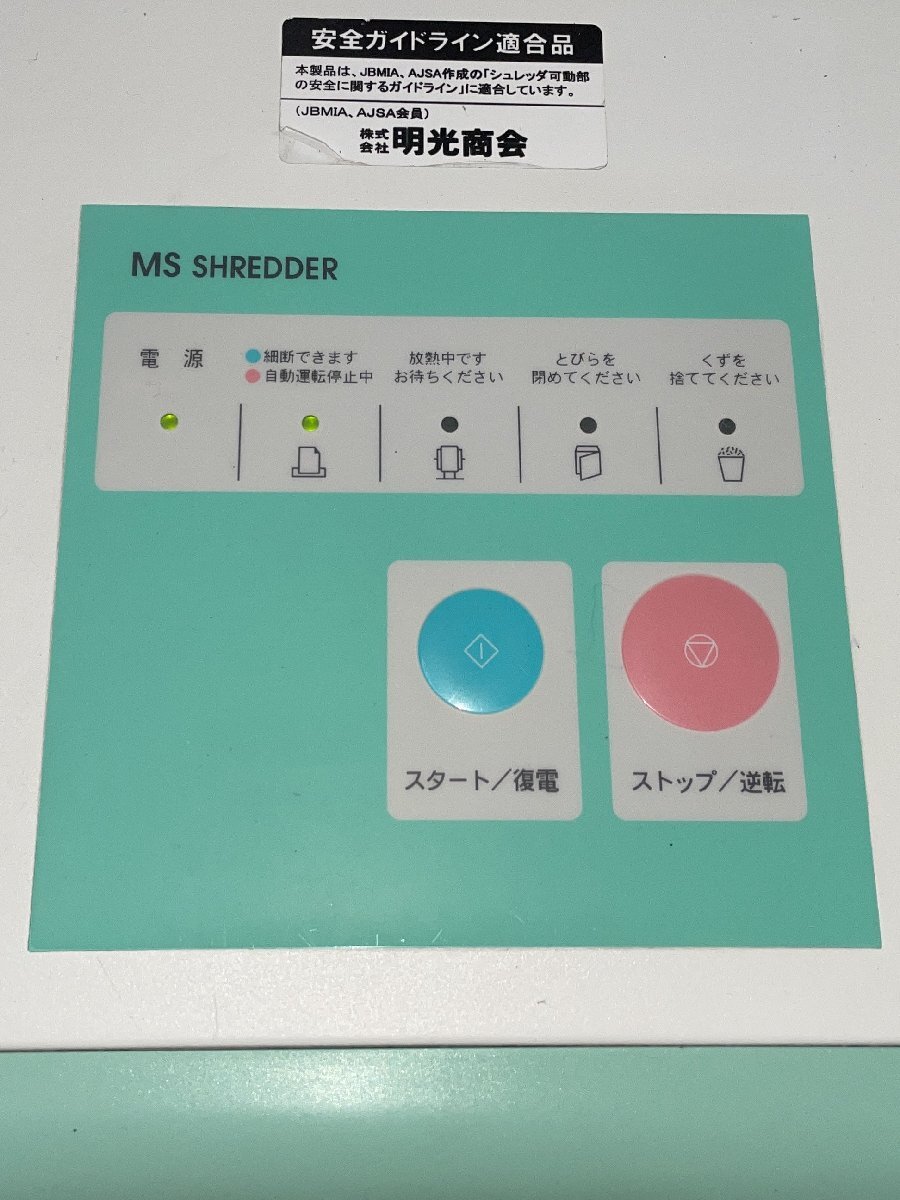 安全ガイドライン適合品
本製品は、JBMIA、AJSA作成の「シュレッダ可動部
の安全に関するガイドライン」に適合しています。
（JBMIA、AJSA会員）
株式会社 明光商会
MS SHREDDER
電 源
細断できます
自動運転停止中
放熱中です
お待ちください
とびらを
閉めてください
くずを
捨ててください
スタート／復電
ストップ／逆転